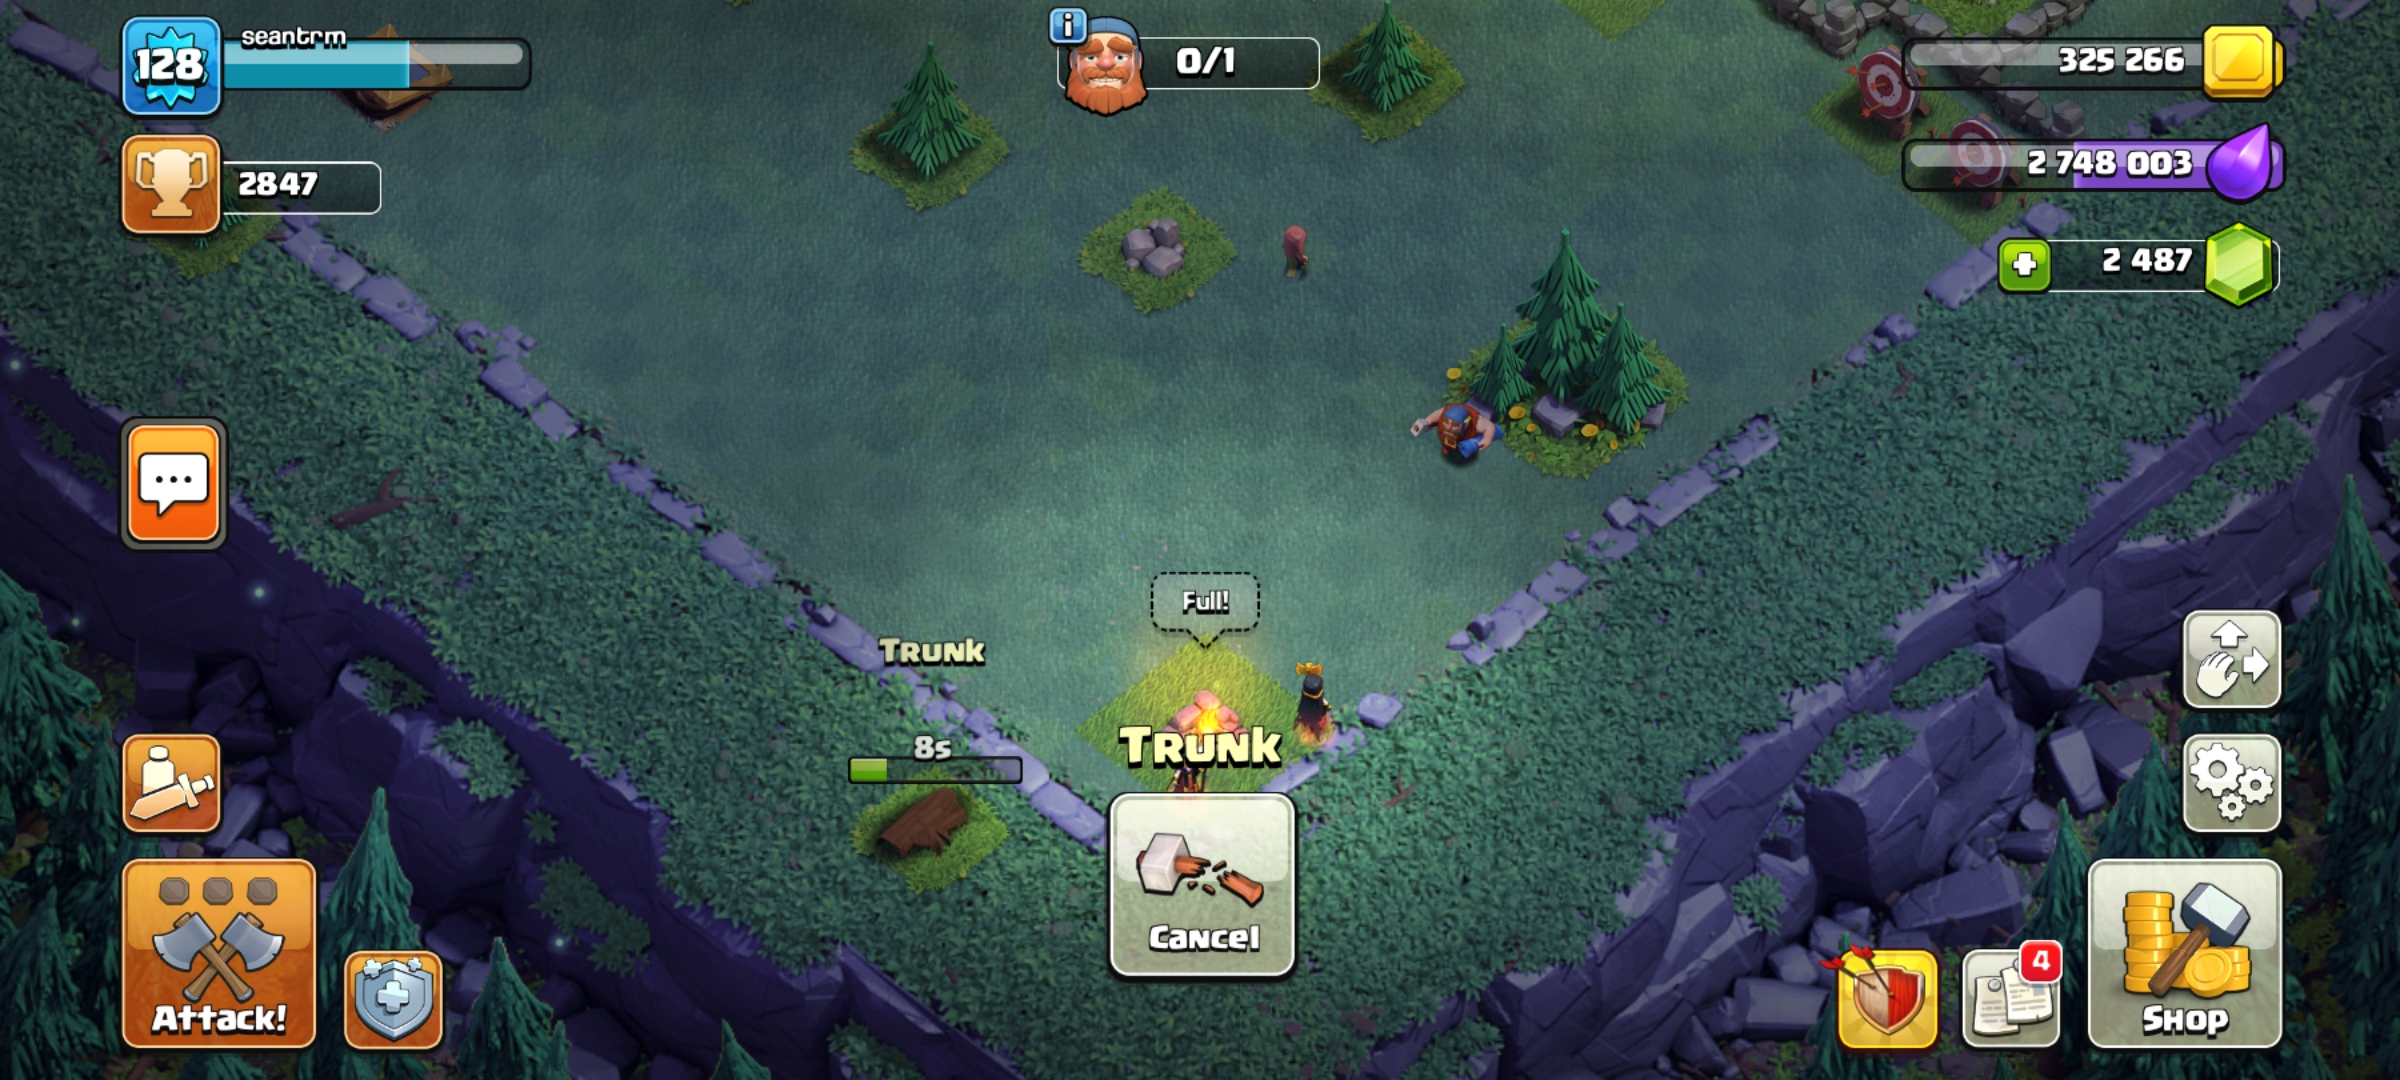 128
seantrm
0/1
325 266
2847
2 748 003
2 487
Full!
Trunk
8s
Trunk
Cancel
Attack!
4
Shop